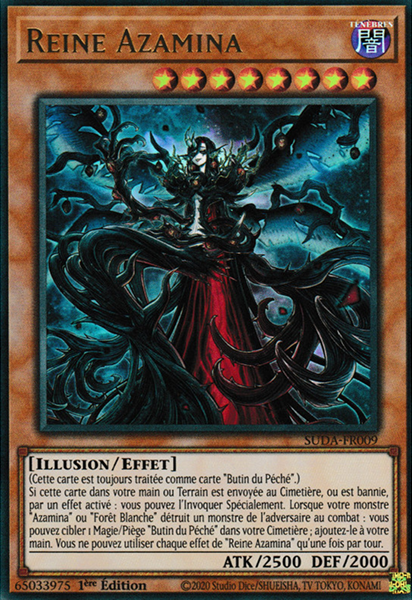 REINE AZAMINA
TÉNÈBRES
闇
SUDA-FR009
[ILLUSION/EFFET]
(Cette carte est toujours traitée comme carte "Butin du Péché".)
Si cette carte dans votre main ou Terrain est envoyée au Cimetière, ou est bannie,
par un effet activé : vous pouvez l'Invoquer Spécialement. Lorsque votre monstre
"Azamina" ou "Forêt Blanche" détruit un monstre de l'adversaire au combat : vous
pouvez cibler 1 Magie/Piège "Butin du Péché" dans votre Cimetière ; ajoutez-le à votre
main. Vous ne pouvez utiliser chaque effet de "Reine Azamina" qu'une fois par tour.
ATK/2500 DEF/2000
65033975 1ère Édition ©2020 Studio Dice/SHUEISHA, TV TOKYO, KONAMI